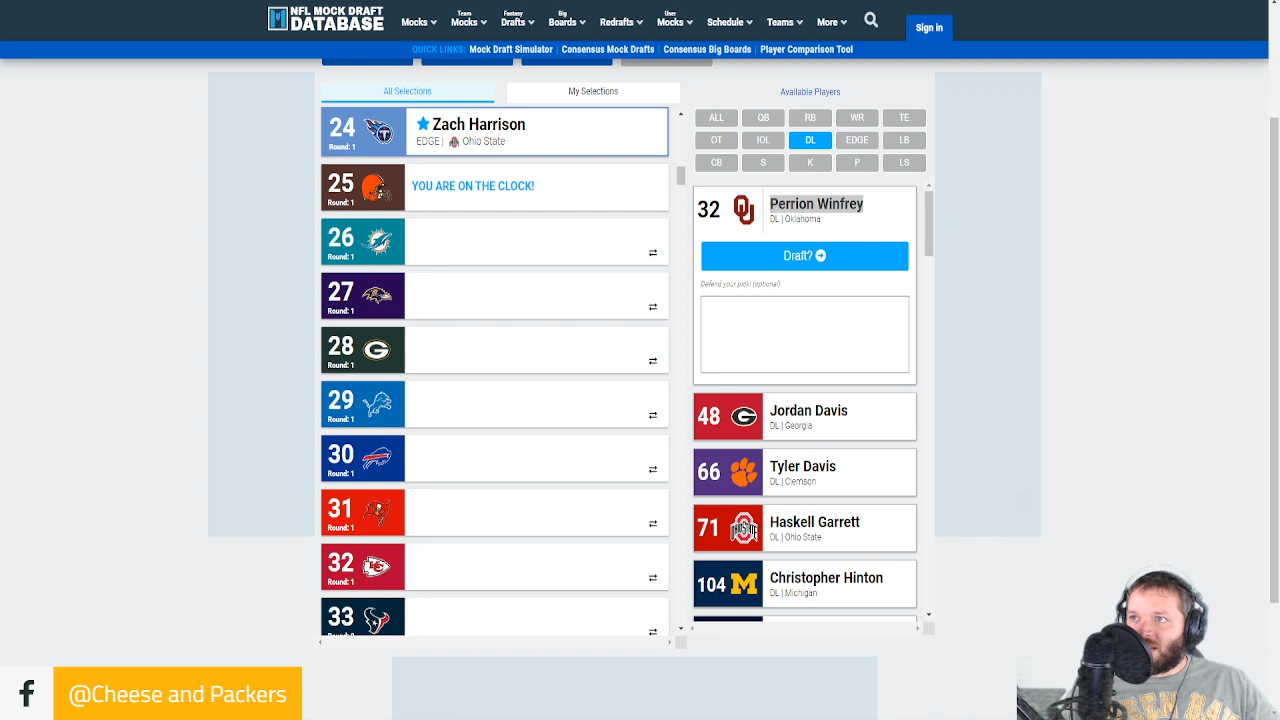 NFL MOCK DRAFT
DATABASE
Mocks
Team
Mocks
Fantasy
Drafts
Big
Boards
Redrafts
User
Mocks
Schedule
Teams
More
Sign in
QUICK LINKS:
Mock Draft Simulator
Consensus Mock Drafts
Consensus Big Boards
Player Comparison Tool
All Selections
My Selections
24
Round: 1
Zach Harrison
EDGE | Ohio State
25
Round: 1
YOU ARE ON THE CLOCK!
26
Round: 1
27
Round: 1
28
Round: 1
G
29
Round: 1
30
Round: 1
31
Round: 1
32
Round: 1
KC
33
Available Players
ALL QB RB WR TE
OT IOL DL EDGE LB
CB S K P LS
32
OU
Perrion Winfrey
DL | Oklahoma
Draft?
Defend your pick! (optional)
48
G
Jordan Davis
DL | Georgia
66
Tyler Davis
DL | Clemson
71
OHIO STATE
Haskell Garrett
DL | Ohio State
104
M
Christopher Hinton
DL | Michigan
@Cheese and Packers